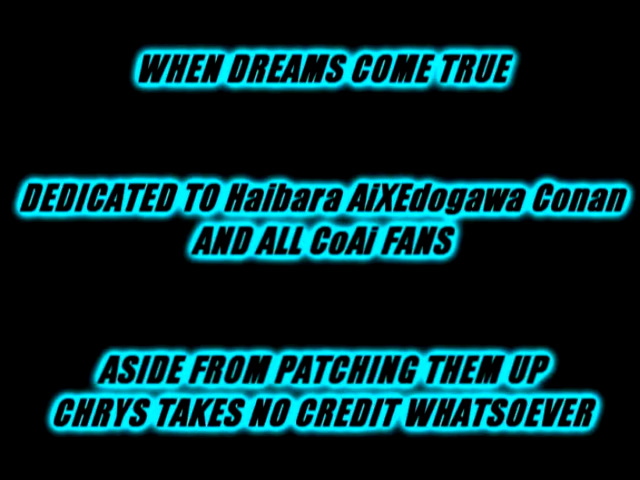 WHEN DREAMS COME TRUE
DEDICATED TO Haibara AiXEdogawa Conan
AND ALL CoAi FANS
ASIDE FROM PATCHING THEM UP
CHRYS TAKES NO CREDIT WHATSOEVER